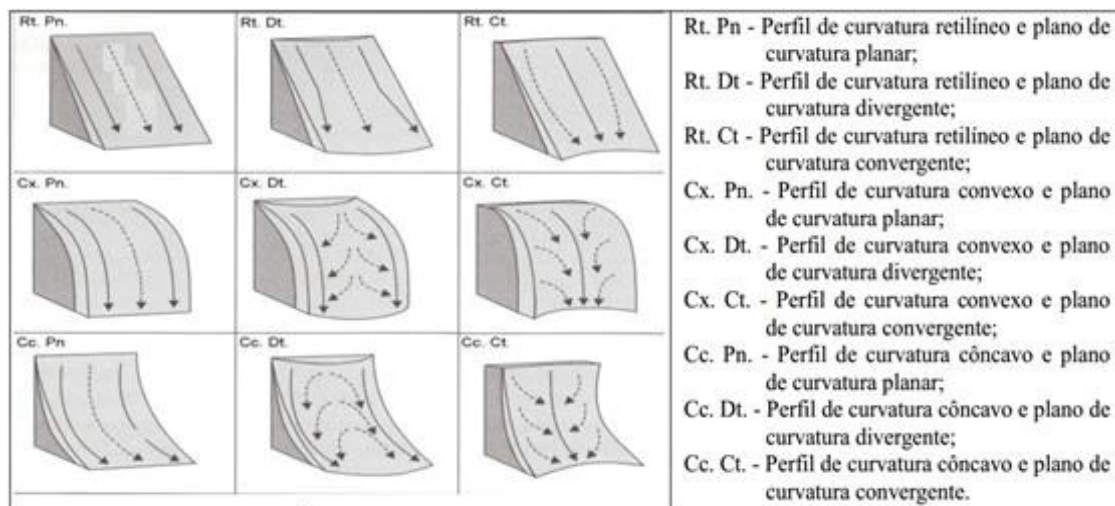 Rt. Pn.
Rt. Dt.
Rt. Ct.
Cx. Pn.
Cx. Dt.
Cx. Ct.
Cc. Pn
Cc. Dt.
Cc. Ct.
Rt. Pn - Perfil de curvatura retilíneo e plano de
curvatura planar;
Rt. Dt - Perfil de curvatura retilíneo e plano de
curvatura divergente;
Rt. Ct - Perfil de curvatura retilíneo e plano de
curvatura convergente;
Cx. Pn. - Perfil de curvatura convexo e plano
de curvatura planar;
Cx. Dt. - Perfil de curvatura convexo e plano
de curvatura divergente;
Cx. Ct. - Perfil de curvatura convexo e plano
de curvatura convergente;
Cc. Pn. - Perfil de curvatura côncavo e plano
de curvatura planar;
Cc. Dt. - Perfil de curvatura côncavo e plano de
curvatura divergente;
Cc. Ct. - Perfil de curvatura côncavo e plano de
curvatura convergente.